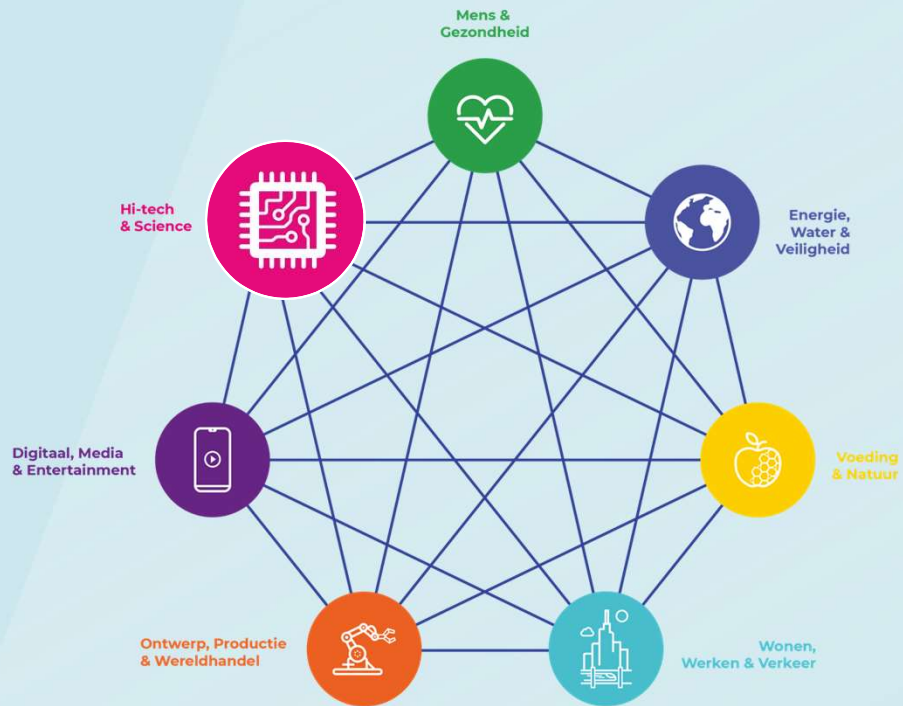 Mens &
Gezondheid
Hi-tech
& Science
Energie,
Water &
Veiligheid
Digitaal, Media
& Entertainment
Voeding
& Natuur
Ontwerp, Productie
& Wereldhandel
Wonen,
Werken & Verkeer